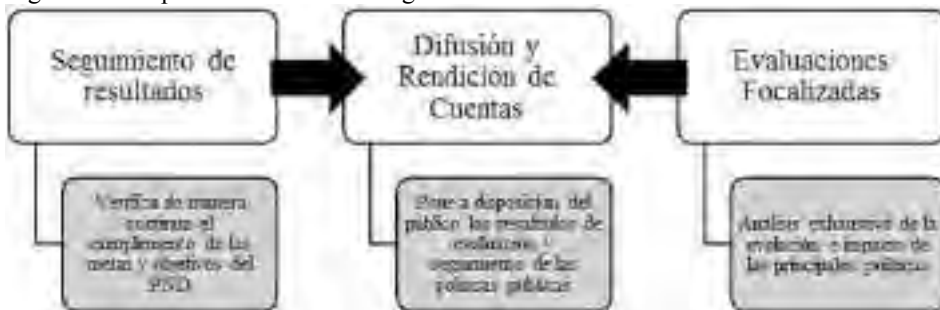 Seguimiento de
resultados
Difusión y
Rendición de
Cuentas
Evaluaciones
Focalizadas
Verifica de manera
continua el
cumplimiento de las
metas y objetivos del
PND
Pone a disposición del
público los resultados de
evaluación y
seguimiento de las
políticas públicas
Análisis exhaustivo de la
evolución e impacto de
las principales políticas